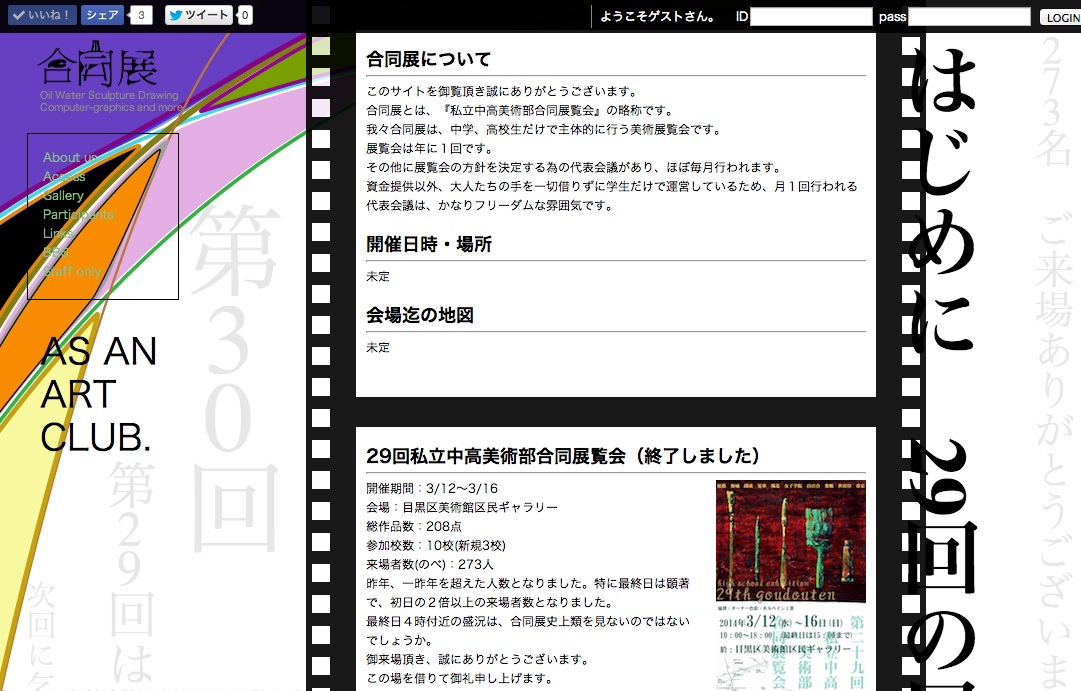 いいね！
シェア
3
ツイート
0
ようこそゲストさん。
ID
pass
LOGIN
合同展
Oil Water Sculpture Drawing
Computer-graphics and more
About us
Access
Gallery
Participants
Links
BBS
Staff only
AS AN
ART
CLUB.
第30回
第29回は
次回に
合同展について
このサイトを御覧頂き誠にありがとうございます。
合同展とは、『私立中高美術部合同展覧会』の略称です。
我々合同展は、中学、高校生だけで主体的に行う美術展覧会です。
展覧会は年に１回です。
その他に展覧会の方針を決定する為の代表会議があり、ほぼ毎月行われます。
資金提供以外、大人たちの手を一切借りずに学生だけで運営しているため、月１回行われる
代表会議は、かなりフリーダムな雰囲気です。
開催日時・場所
未定
会場迄の地図
未定
29回私立中高美術部合同展覧会（終了しました）
開催期間：3/12〜3/16
会場：目黒区美術館区民ギャラリー
総作品数：208点
参加校数：10校(新規3校)
来場者数(のべ)：273人
昨年、一昨年を超えた人数となりました。特に最終日は顕著
で、初日の２倍以上の来場者数となりました。
最終日４時付近の盛況は、合同展史上類を見ないのではない
でしょうか。
御来場頂き、誠にありがとうございます。
この場を借りて御礼申し上げます。
high school exhibition
29th goudouten
2014年3/12(水)〜16日(日)
10：00〜18：00 (最終日は15：00まで)
於：目黒区美術館区民ギャラリー
第二十九回
私立中高
美術部
合同展覧会
はじめに　29回の
273名　ご来場ありがとうございま